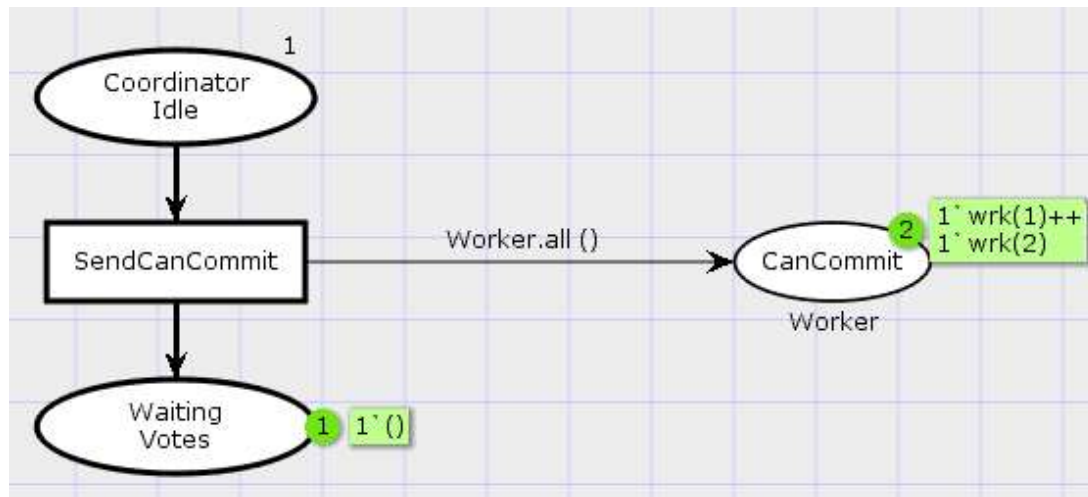 1
Coordinator
Idle
SendCanCommit
Worker.all ()
CanCommit
2
1`wrk(1)++
1`wrk(2)
Worker
Waiting
Votes
1
1`()